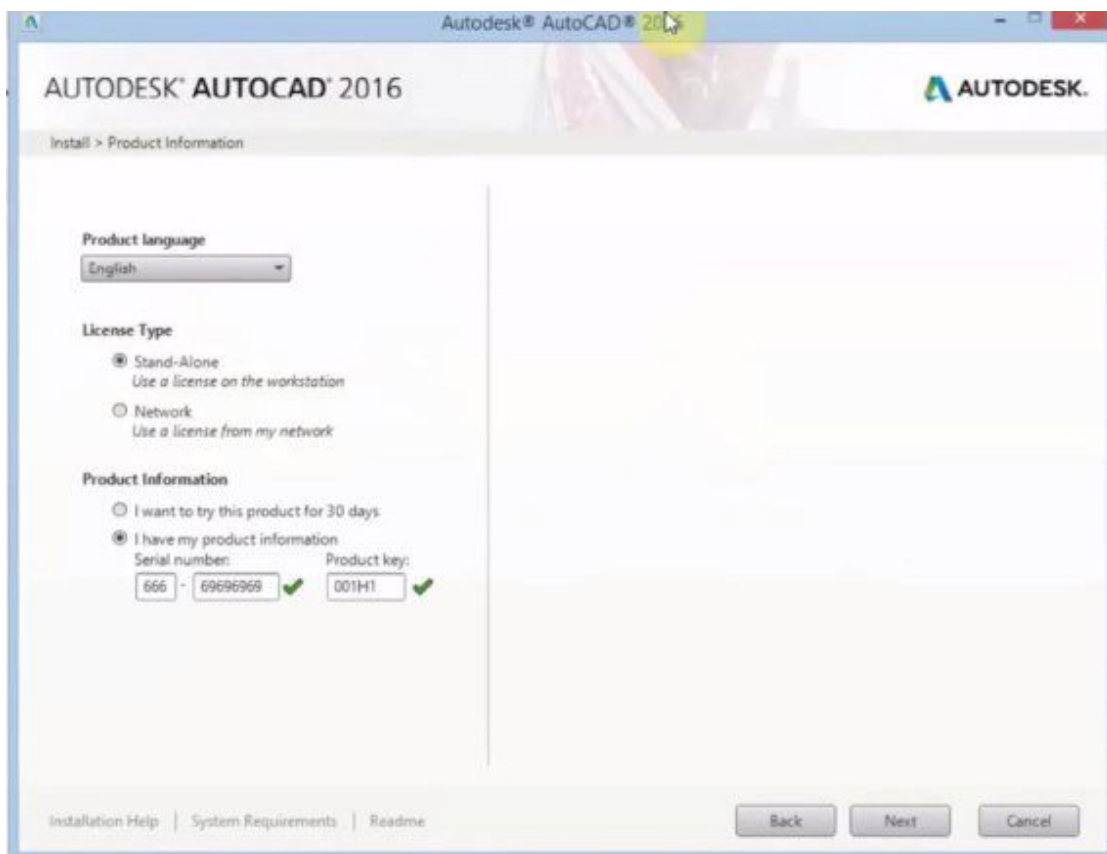 Autodesk® AutoCAD® 2016
AUTODESK® AUTOCAD® 2016
AUTODESK.
Install > Product Information
Product language
English
License Type
Stand-Alone
Use a license on the workstation
Network
Use a license from my network
Product Information
I want to try this product for 30 days
I have my product information
Serial number: Product key:
666 - 69696969 001H1
Installation Help | System Requirements | Readme
Back Next Cancel